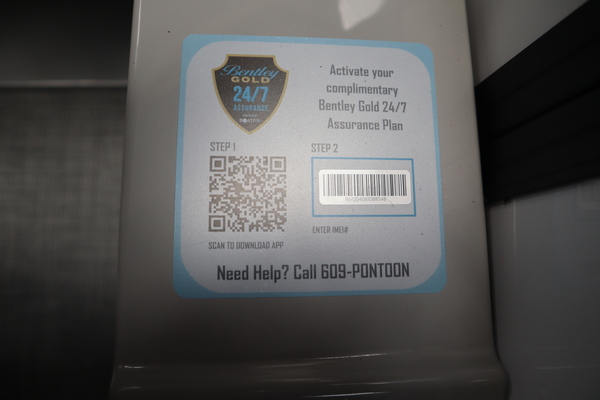 Bentley
GOLD
24/7
ASSURANCE
Activate your
complimentary
Bentley Gold 24/7
Assurance Plan
STEP 1
STEP 2
ENTER IMEI#
SCAN TO DOWNLOAD APP
Need Help? Call 609-PONTOON